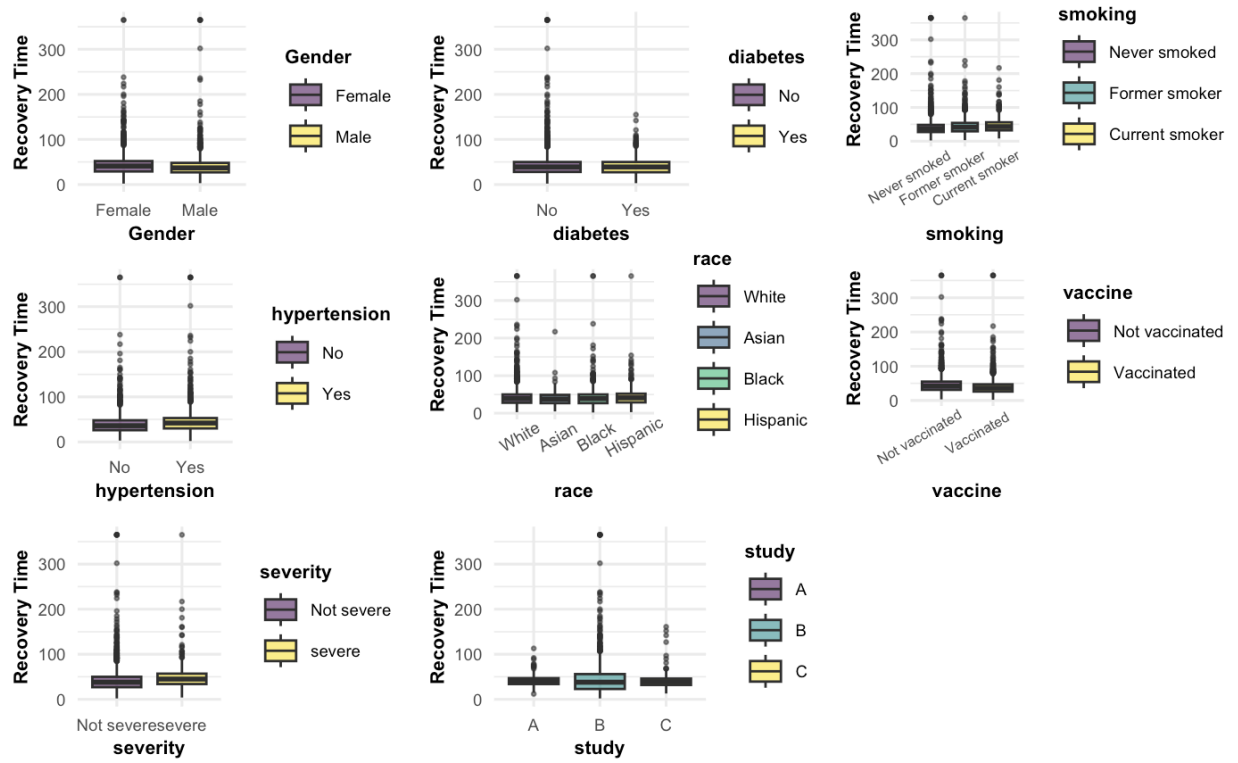 Recovery Time
300
200
100
0
Female
Male
Gender
Gender
Female
Male
Recovery Time
300
200
100
0
No
Yes
diabetes
diabetes
No
Yes
Recovery Time
300
200
100
0
Never smoked
Former smoker
Current smoker
smoking
smoking
Never smoked
Former smoker
Current smoker
Recovery Time
300
200
100
0
No
Yes
hypertension
hypertension
No
Yes
Recovery Time
300
200
100
0
White
Asian
Black
Hispanic
race
race
White
Asian
Black
Hispanic
Recovery Time
300
200
100
0
Not vaccinated
Vaccinated
vaccine
vaccine
Not vaccinated
Vaccinated
Recovery Time
300
200
100
0
Not severe
severe
severity
severity
Not severe
severe
Recovery Time
300
200
100
0
A
B
C
study
study
A
B
C